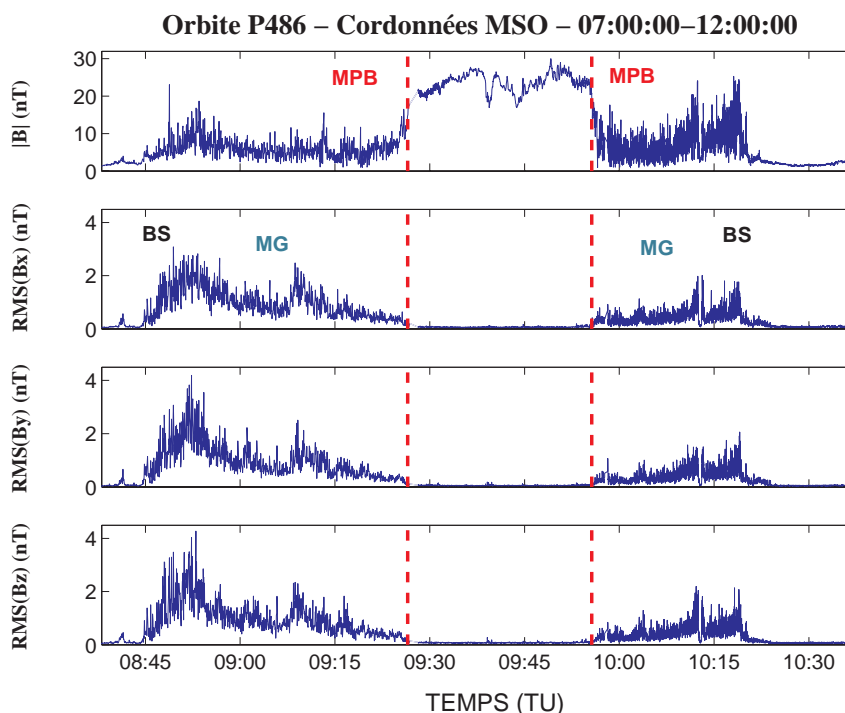 Orbite P486 – Cordonnées MSO – 07:00:00–12:00:00
|B| (nT)
30
20
10
0
MPB
MPB
RMS(Bx) (nT)
4
2
0
BS
MG
MG
BS
RMS(By) (nT)
4
2
0
RMS(Bz) (nT)
4
2
0
08:45 09:00 09:15 09:30 09:45 10:00 10:15 10:30
TEMPS (TU)